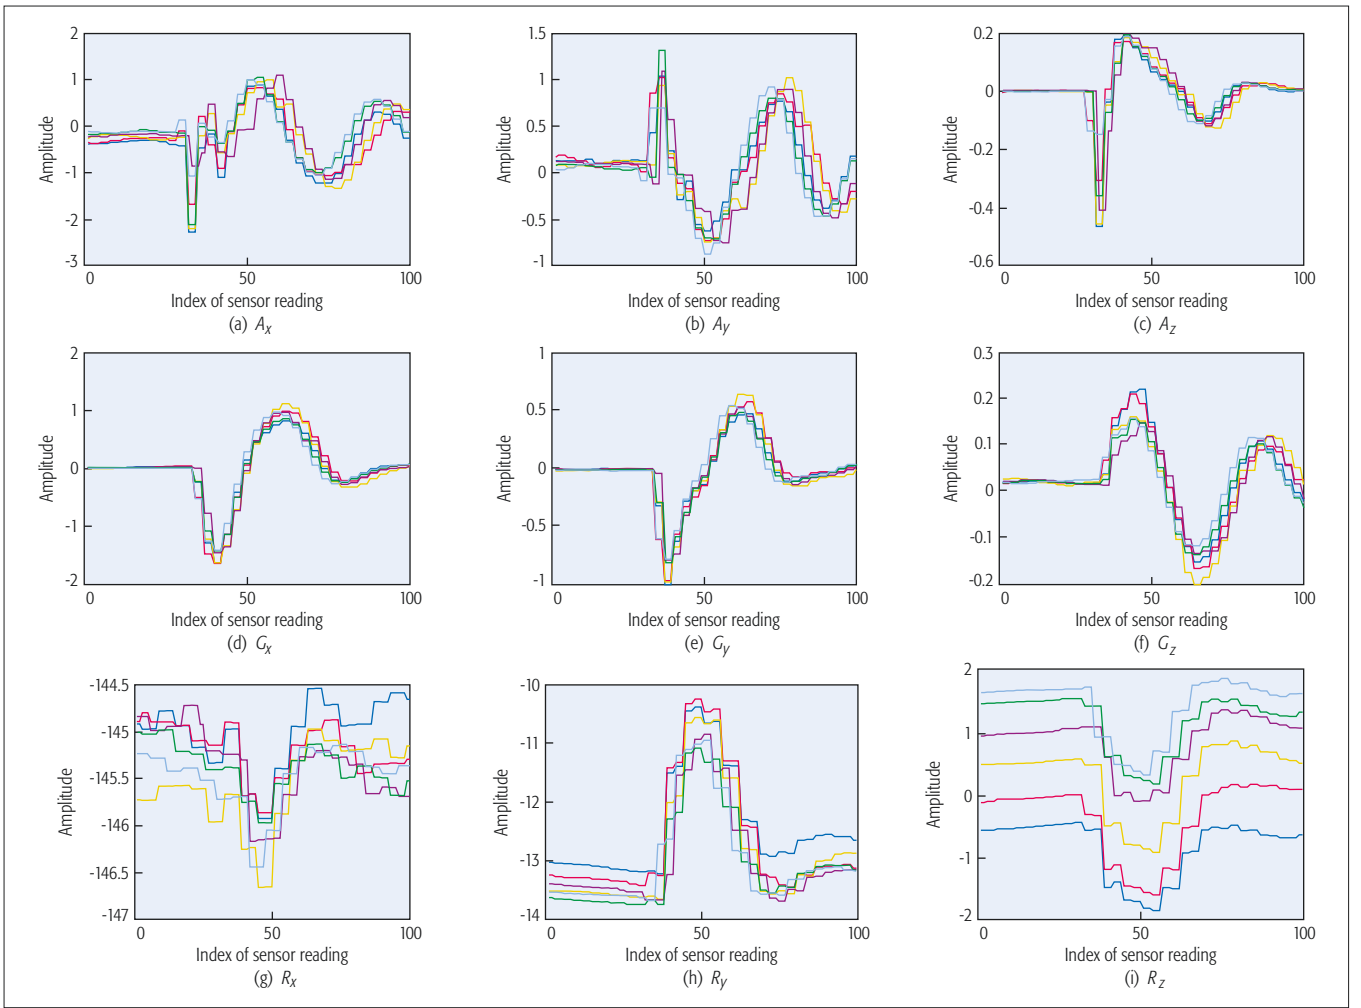 2
1
0
-1
-2
-3
Amplitude
0
50
100
Index of sensor reading
(a) Ax
1.5
1
0.5
0
-0.5
-1
Amplitude
50
100
Index of sensor reading
(b) Ay
0.2
0
-0.2
-0.4
-0.6
Amplitude
0
50
100
Index of sensor reading
(c) Az
2
1
0
-1
-2
Amplitude
0
50
100
Index of sensor reading
(d) Gx
1
0.5
0
-0.5
-1
Amplitude
0
50
100
Index of sensor reading
(e) Gy
0.3
0.2
0.1
0
-0.1
-0.2
Amplitude
0
50
100
Index of sensor reading
(f) Gz
-144.5
-145
-145.5
-146
-146.5
-147
Amplitude
0
50
100
Index of sensor reading
(g) Rx
-10
-11
-12
-13
-14
Amplitude
0
50
100
Index of sensor reading
(h) Ry
2
1
0
-1
-2
Amplitude
0
50
100
Index of sensor reading
(i) Rz